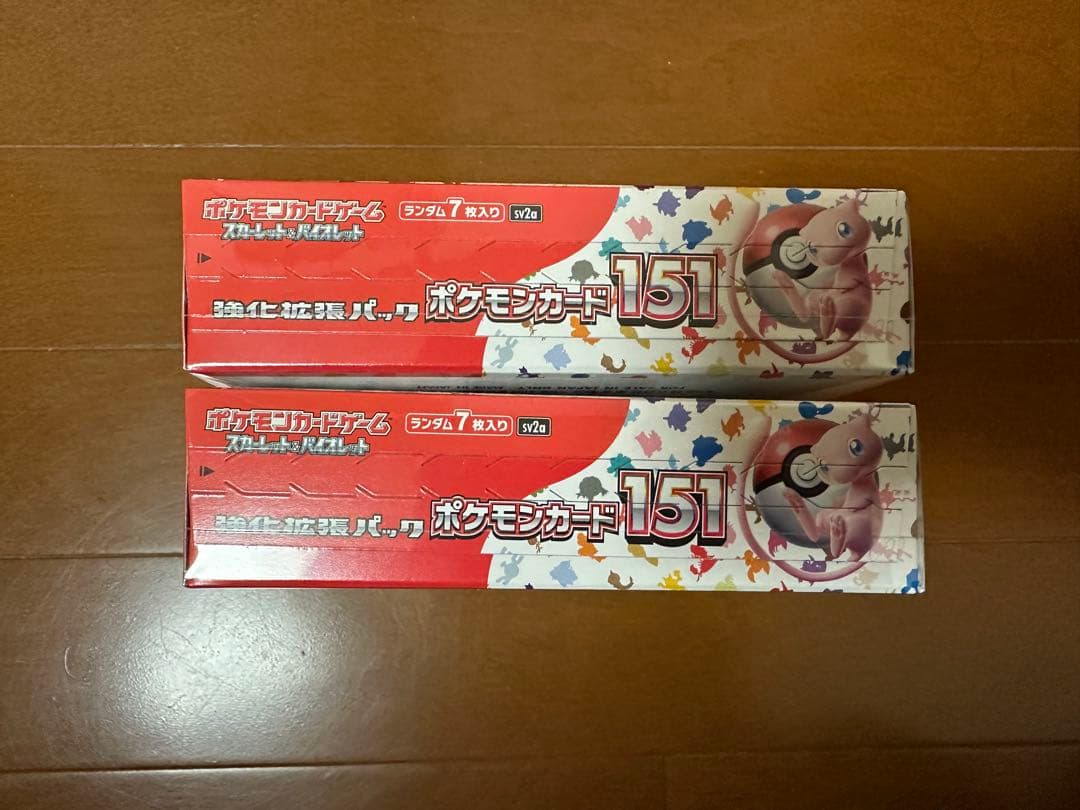 ポケモンカードゲーム
スカーレット&バイオレット
ランダム7枚入り
sv2a
強化拡張パック
ポケモンカード151
FOR SALE IN JAPAN ONLY
ポケモンカードゲーム
スカーレット&バイオレット
ランダム7枚入り
sv2a
強化拡張パック
ポケモンカード151